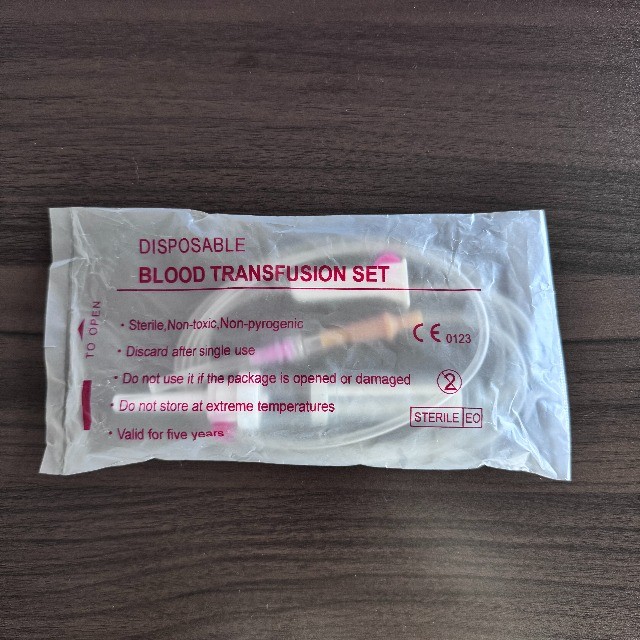 DISPOSABLE
BLOOD TRANSFUSION SET
TO OPEN
· Sterile,Non-toxic,Non-pyrogenic
· Discard after single use
· Do not use it if the package is opened or damaged
· Do not store at extreme temperatures
· Valid for five years
CE 0123
2
STERILE EO